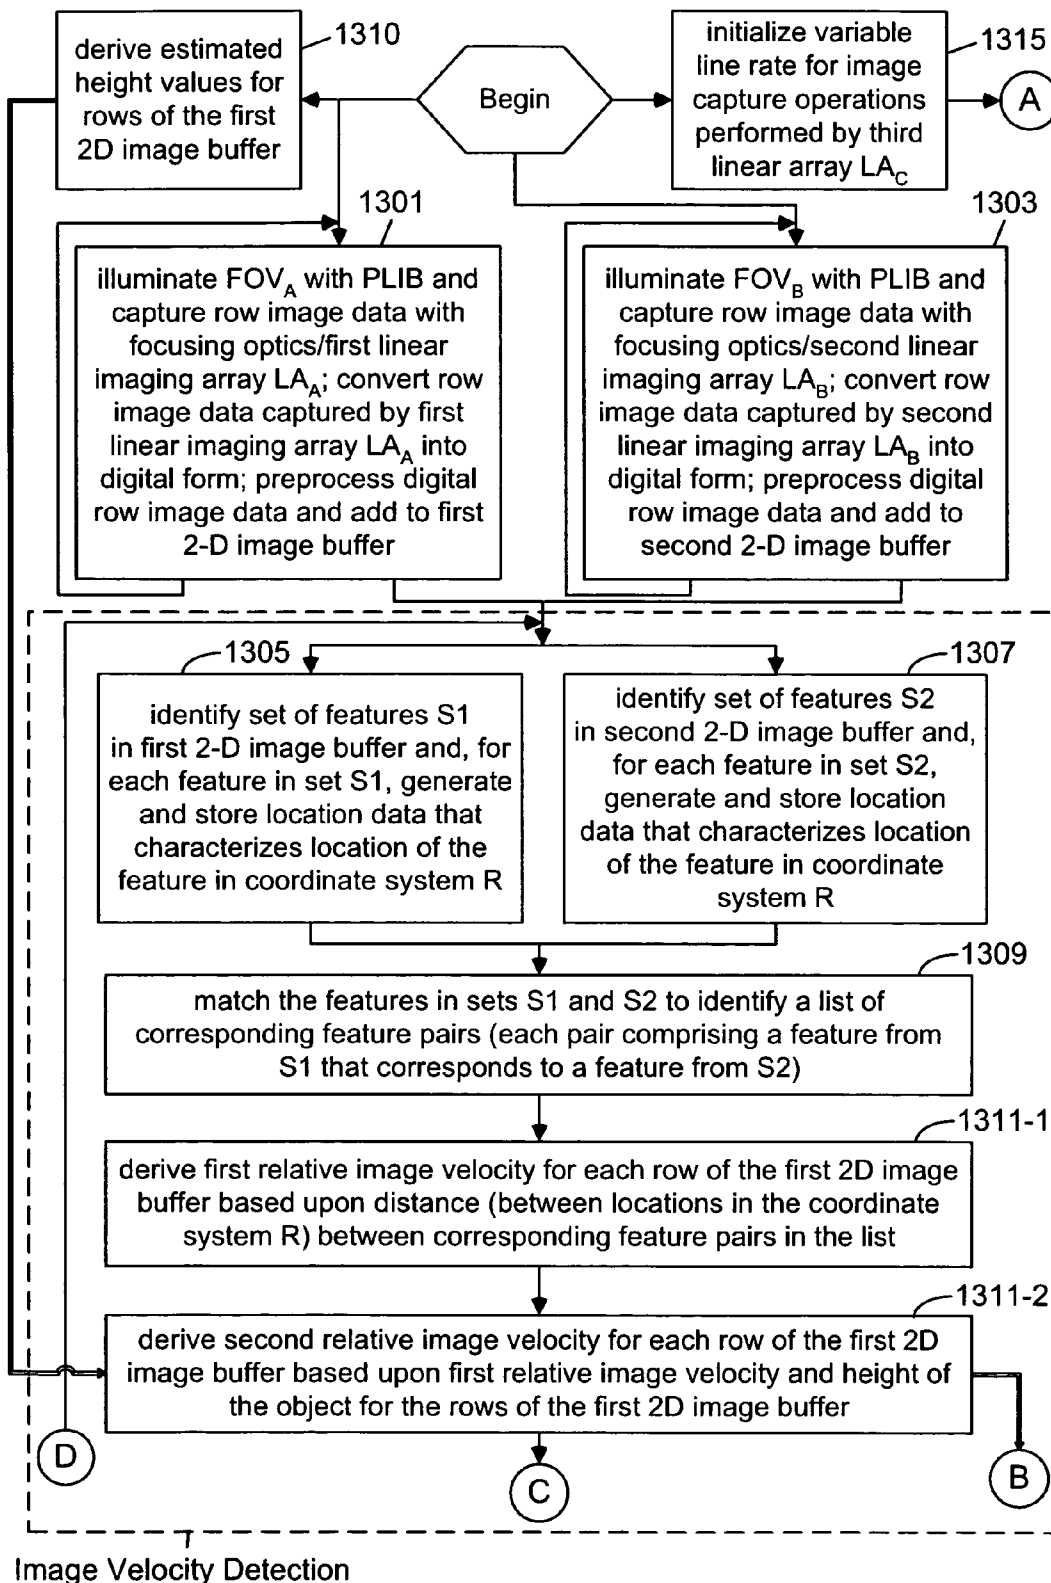 1310
derive estimated
height values for
rows of the first
2D image buffer
Begin
initialize variable
line rate for image
capture operations
performed by third
linear array LA_C
1315
A
1301
illuminate FOV_A with PLIB and
capture row image data with
focusing optics/first linear
imaging array LA_A; convert row
image data captured by first
linear imaging array LA_A into
digital form; preprocess digital
row image data and add to first
2-D image buffer
1303
illuminate FOV_B with PLIB and
capture row image data with
focusing optics/second linear
imaging array LA_B; convert row
image data captured by second
linear imaging array LA_B into
digital form; preprocess digital
row image data and add to
second 2-D image buffer
1305
identify set of features S1
in first 2-D image buffer and, for
each feature in set S1, generate
and store location data that
characterizes location of the
feature in coordinate system R
1307
identify set of features S2
in second 2-D image buffer and,
for each feature in set S2,
generate and store location
data that characterizes location
of the feature in coordinate
system R
1309
match the features in sets S1 and S2 to identify a list of
corresponding feature pairs (each pair comprising a feature from
S1 that corresponds to a feature from S2)
1311-1
derive first relative image velocity for each row of the first 2D image
buffer based upon distance (between locations in the coordinate
system R) between corresponding feature pairs in the list
1311-2
derive second relative image velocity for each row of the first 2D
image buffer based upon first relative image velocity and height of
the object for the rows of the first 2D image buffer
D
C
B
Image Velocity Detection